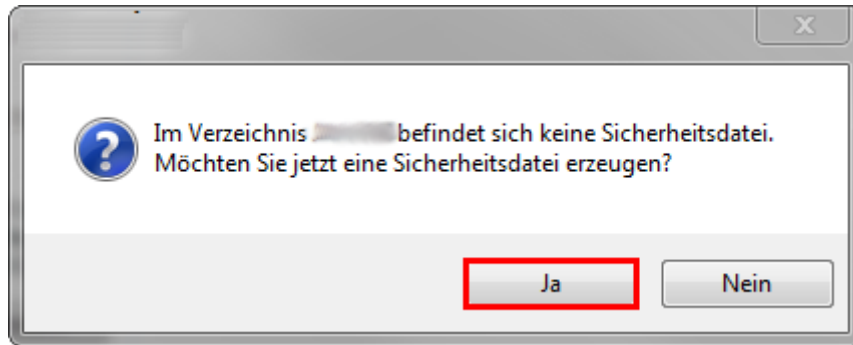 Im Verzeichnis befindet sich keine Sicherheitsdatei.
Möchten Sie jetzt eine Sicherheitsdatei erzeugen?
Ja
Nein